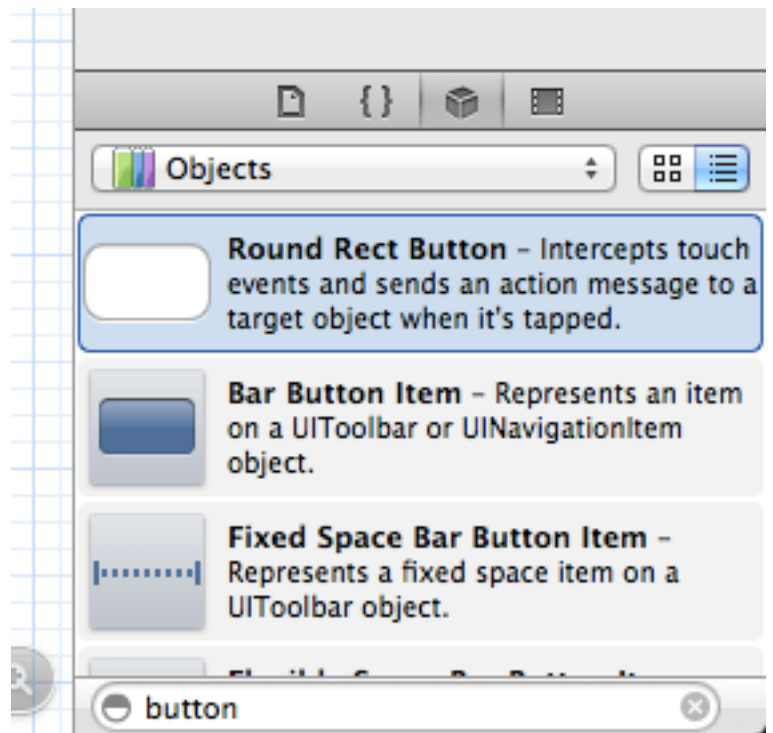 {}
Objects
Round Rect Button – Intercepts touch
events and sends an action message to a
target object when it's tapped.
Bar Button Item – Represents an item
on a UIToolbar or UINavigationItem
object.
Fixed Space Bar Button Item –
Represents a fixed space item on a
UIToolbar object.
button